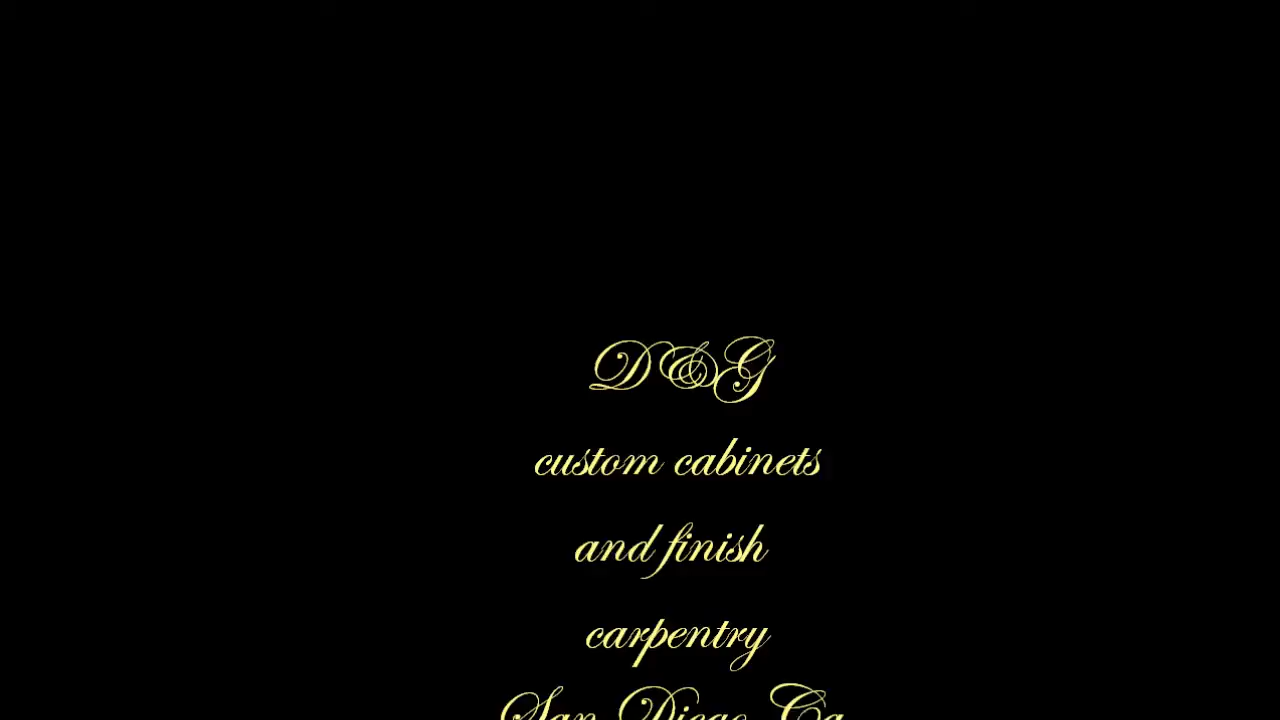 D&G
custom cabinets
and finish
carpentry
San Diego, Ca